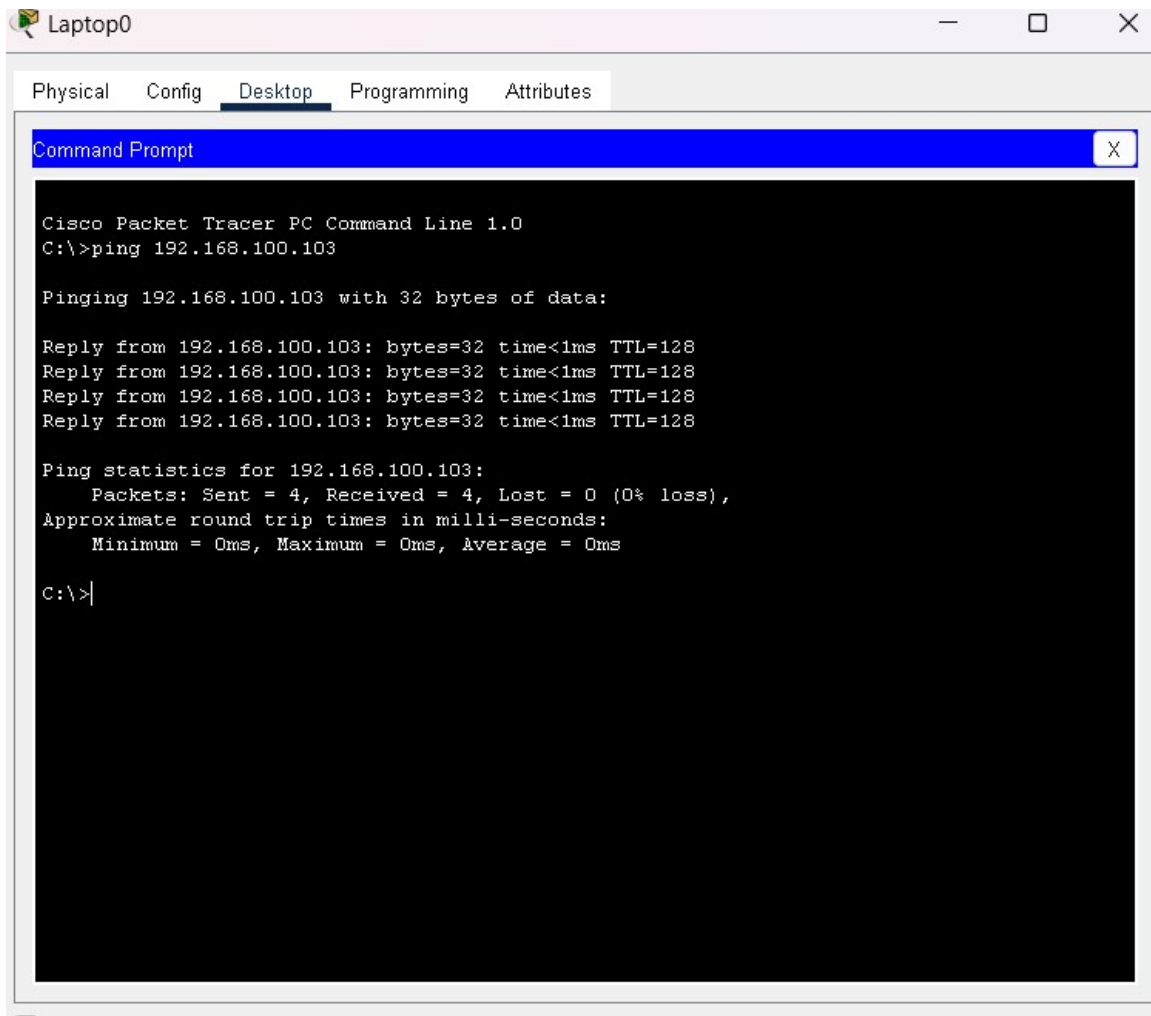 Laptop0
Physical Config Desktop Programming Attributes
Command Prompt X
Cisco Packet Tracer PC Command Line 1.0
C:\>ping 192.168.100.103
Pinging 192.168.100.103 with 32 bytes of data:
Reply from 192.168.100.103: bytes=32 time<1ms TTL=128
Reply from 192.168.100.103: bytes=32 time<1ms TTL=128
Reply from 192.168.100.103: bytes=32 time<1ms TTL=128
Reply from 192.168.100.103: bytes=32 time<1ms TTL=128
Ping statistics for 192.168.100.103:
Packets: Sent = 4, Received = 4, Lost = 0 (0% loss),
Approximate round trip times in milli-seconds:
Minimum = 0ms, Maximum = 0ms, Average = 0ms
C:\>